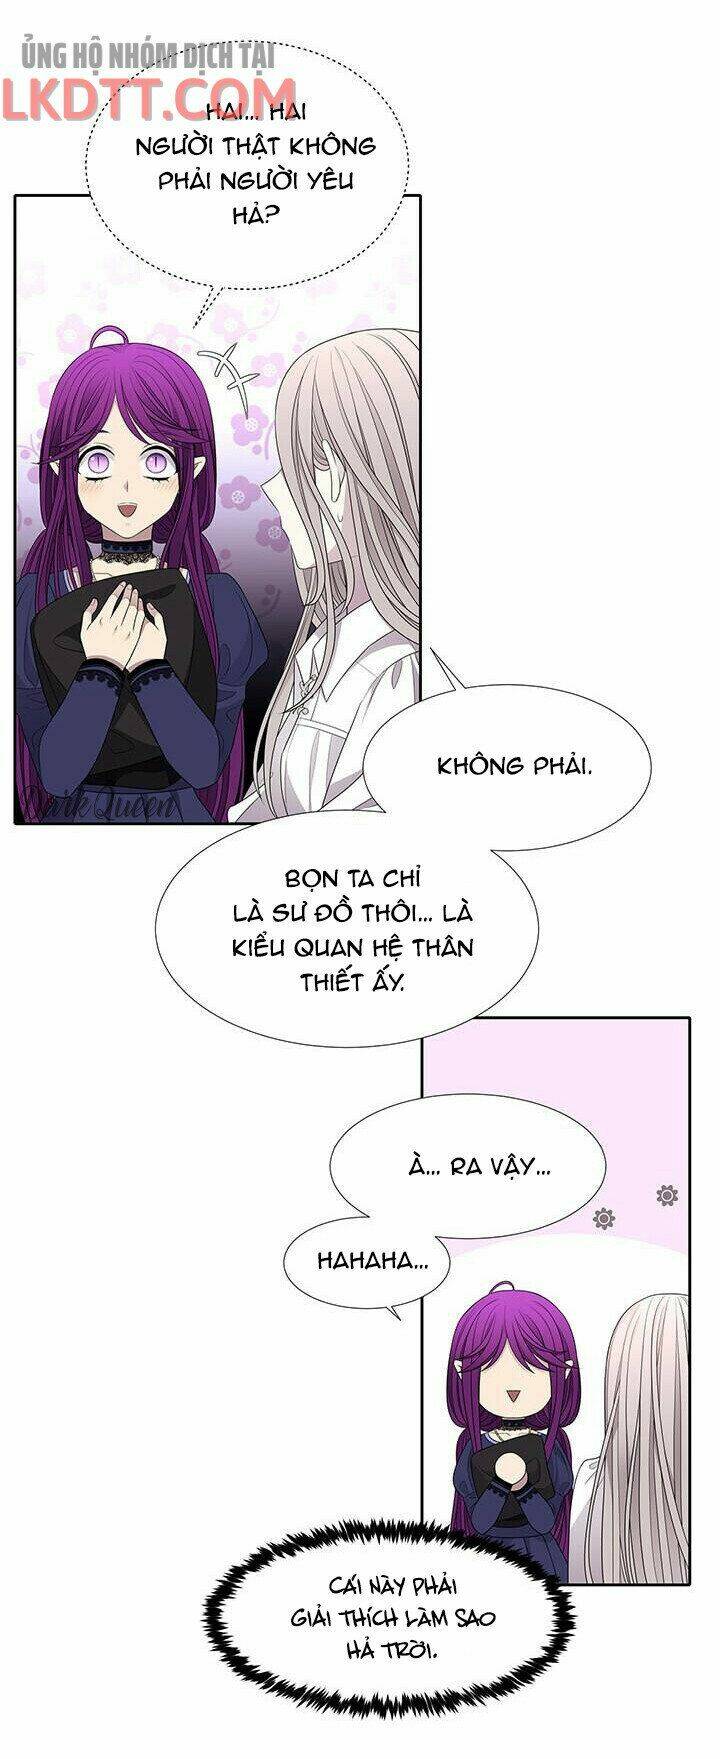 ỦNG HỘ NHÓM DỊCH TẠI
LKDTT.COM
HAI... HAI
NGƯỜI THẬT KHÔNG
PHẢI NGƯỜI YÊU
HẢ?
Dark Queen
KHÔNG PHẢI.
BỌN TA CHỈ
LÀ SƯ ĐỒ THÔI... LÀ
KIỂU QUAN HỆ THÂN
THIẾT ẤY.
À... RA VẬY...
HAHAHA...
CÁI NÀY PHẢI
GIẢI THÍCH LÀM SAO
HẢ TRỜI.